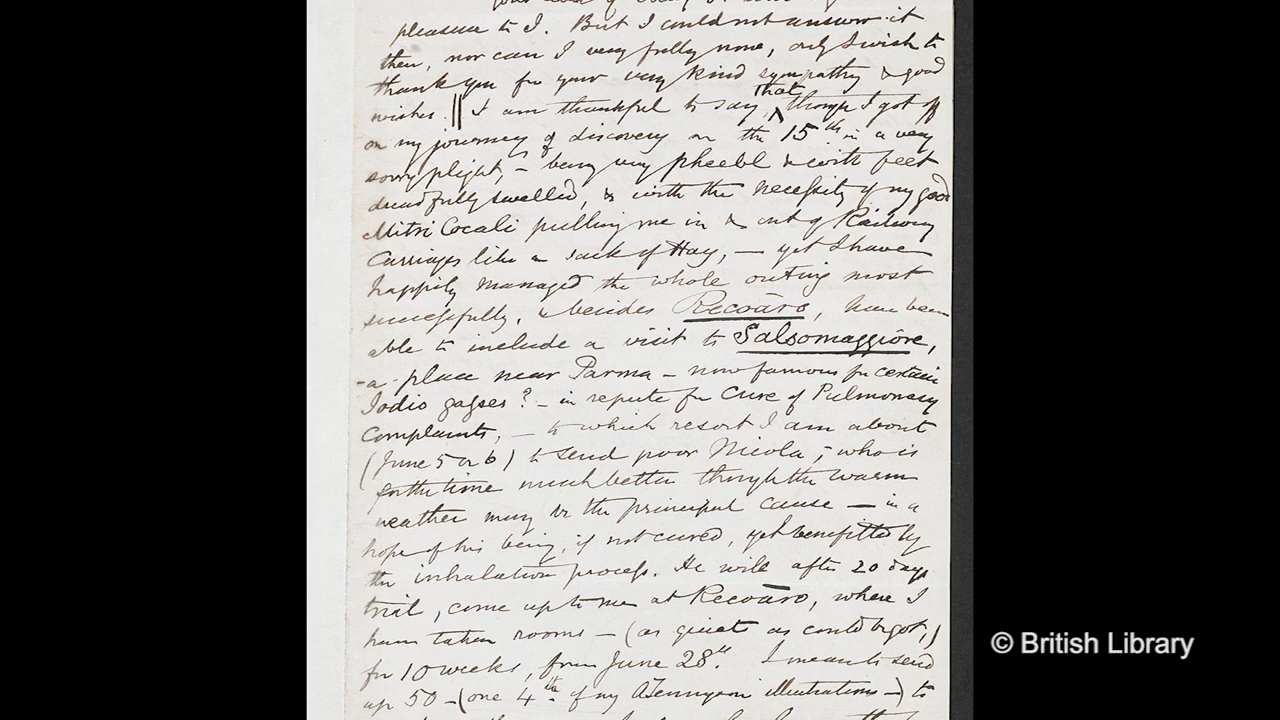 pleasure to I. But I could not answer it
then, nor can I very fully now, only I wish to
thank you for your very kind sympathy & good
wishes. || I am thankful to say, that, though I got off
on my journey of discovery on the 15th in a very
sorry plight, – being very pheebl & with feet
dreadfully swelled, & with the necessity of my good
Mitri Cocali pulling me in & out of Railway
Carriages like a sack of Hay, — yet I have
happily managed the whole outing most
successfully, & besides Recoāro, have been
able to include a visit to Salsomaggiōre,
- a - place near Parma – now famous for certain
Iodio gasses? – in repute for Cure of Pulmonary
Complaints, – to which resort I am about
(June 5 or 6) to send poor Nicola, – who is
for the time much better though the warm
weather may be the principal cause — in a
hope of his being, if not cured, yet benefitted by
the inhalation process. He will after 20 days
trial, come up to me at Recoāro, where I
have taken rooms – (as quiet as could be got,)
for 10 weeks, from June 28th. I mean to send
up 50 – (one 4th of my ATennyson illustrations –) to
© British Library